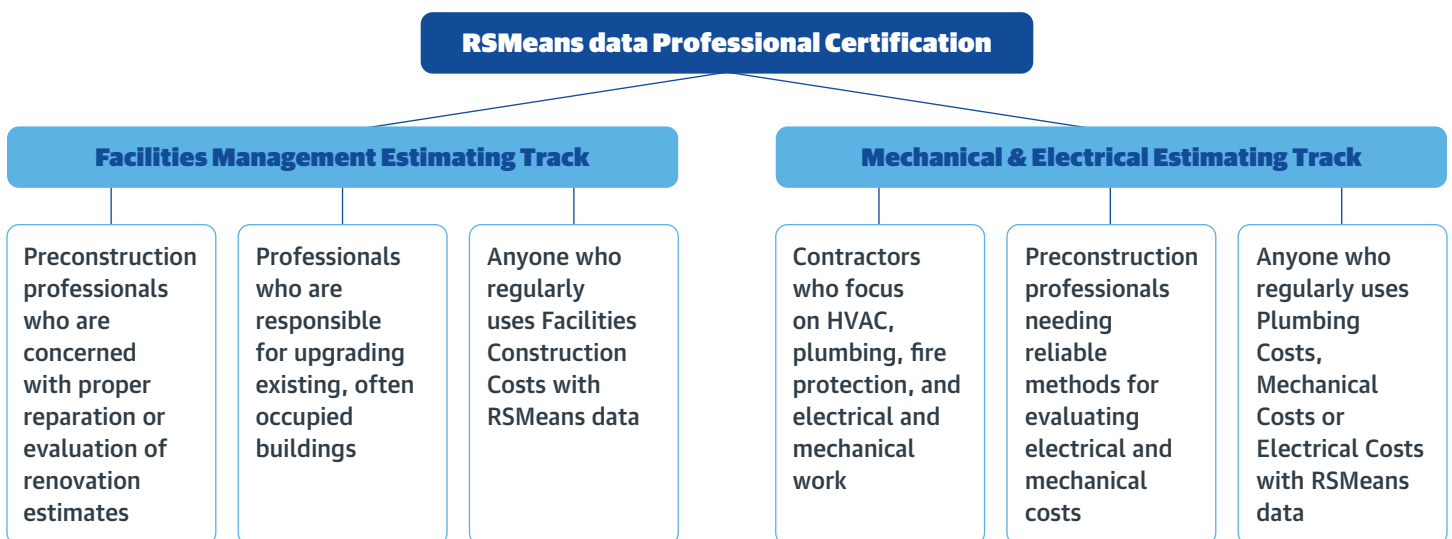 RSMeans data Professional Certification
Facilities Management Estimating Track
Preconstruction
professionals
who are
concerned
with proper
reparation or
evaluation of
renovation
estimates
Professionals
who are
responsible
for upgrading
existing, often
occupied
buildings
Anyone who
regularly
uses Facilities
Construction
Costs with
RSMeans data
Mechanical & Electrical Estimating Track
Contractors
who focus
on HVAC,
plumbing, fire
protection, and
electrical and
mechanical
work
Preconstruction
professionals
needing
reliable
methods for
evaluating
electrical and
mechanical
costs
Anyone who
regularly uses
Plumbing
Costs,
Mechanical
Costs or
Electrical Costs
with RSMeans
data